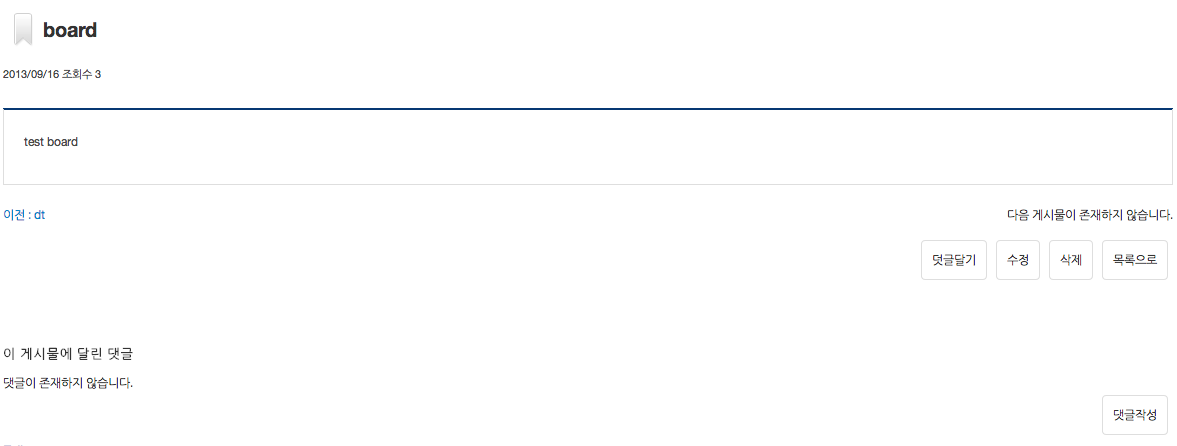 board
2013/09/16 조회수 3
test board
이전 : dt
다음 게시물이 존재하지 않습니다.
덧글달기 수정 삭제 목록으로
이 게시물에 달린 댓글
댓글이 존재하지 않습니다.
댓글작성